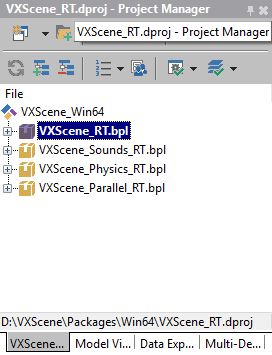 VXScene_RT.dproj - Project Manager
VXScene_RT.dproj - Project Manager
File
VXScene_Win64
VXScene_RT.bpl
VXScene_Sounds_RT.bpl
VXScene_Physics_RT.bpl
VXScene_Parallel_RT.bpl
D:\VXScene\Packages\Win64\VXScene_RT.dproj
VXScene... Model Vi... Data Exp... Multi-De...